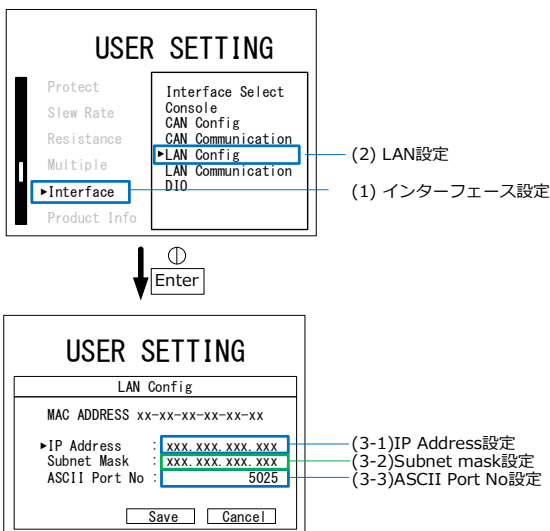 USER SETTING
Protect
Slew Rate
Resistance
Multiple
►Interface
Product Info
Interface Select
Console
CAN Config
CAN Communication
►LAN Config
LAN Communication
DIO
(2) LAN設定
(1) インターフェース設定
Enter
USER SETTING
LAN Config
MAC ADDRESS xx-xx-xx-xx-xx-xx
►IP Address : xxx.xxx.xxx.xxx
Subnet Mask : xxx.xxx.xxx.xxx
ASCII Port No : 5025
Save Cancel
(3-1)IP Address設定
(3-2)Subnet mask設定
(3-3)ASCII Port No設定